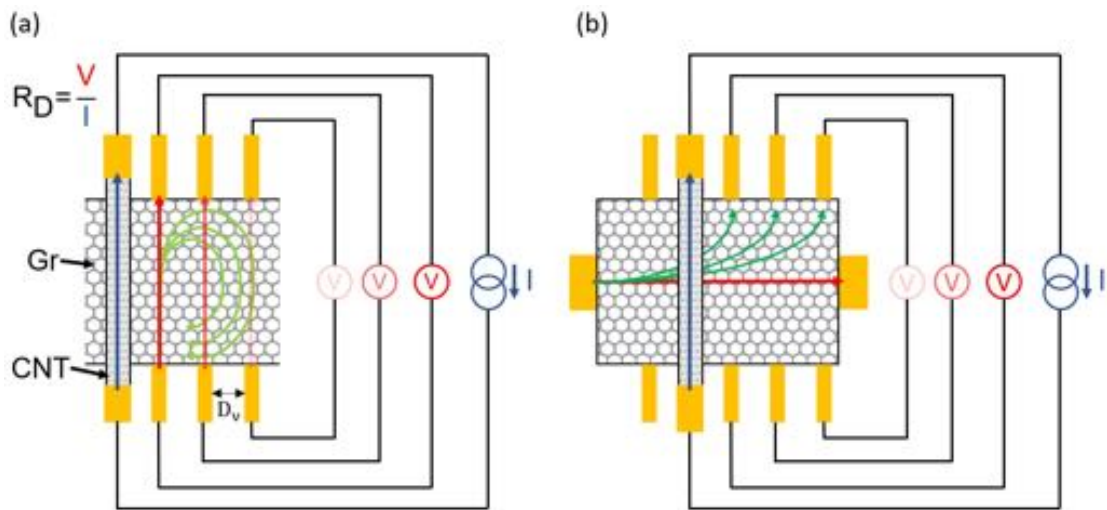 (a)
R_D = V/I
Gr
CNT
D_v
V V V
I
(b)
V V V
I